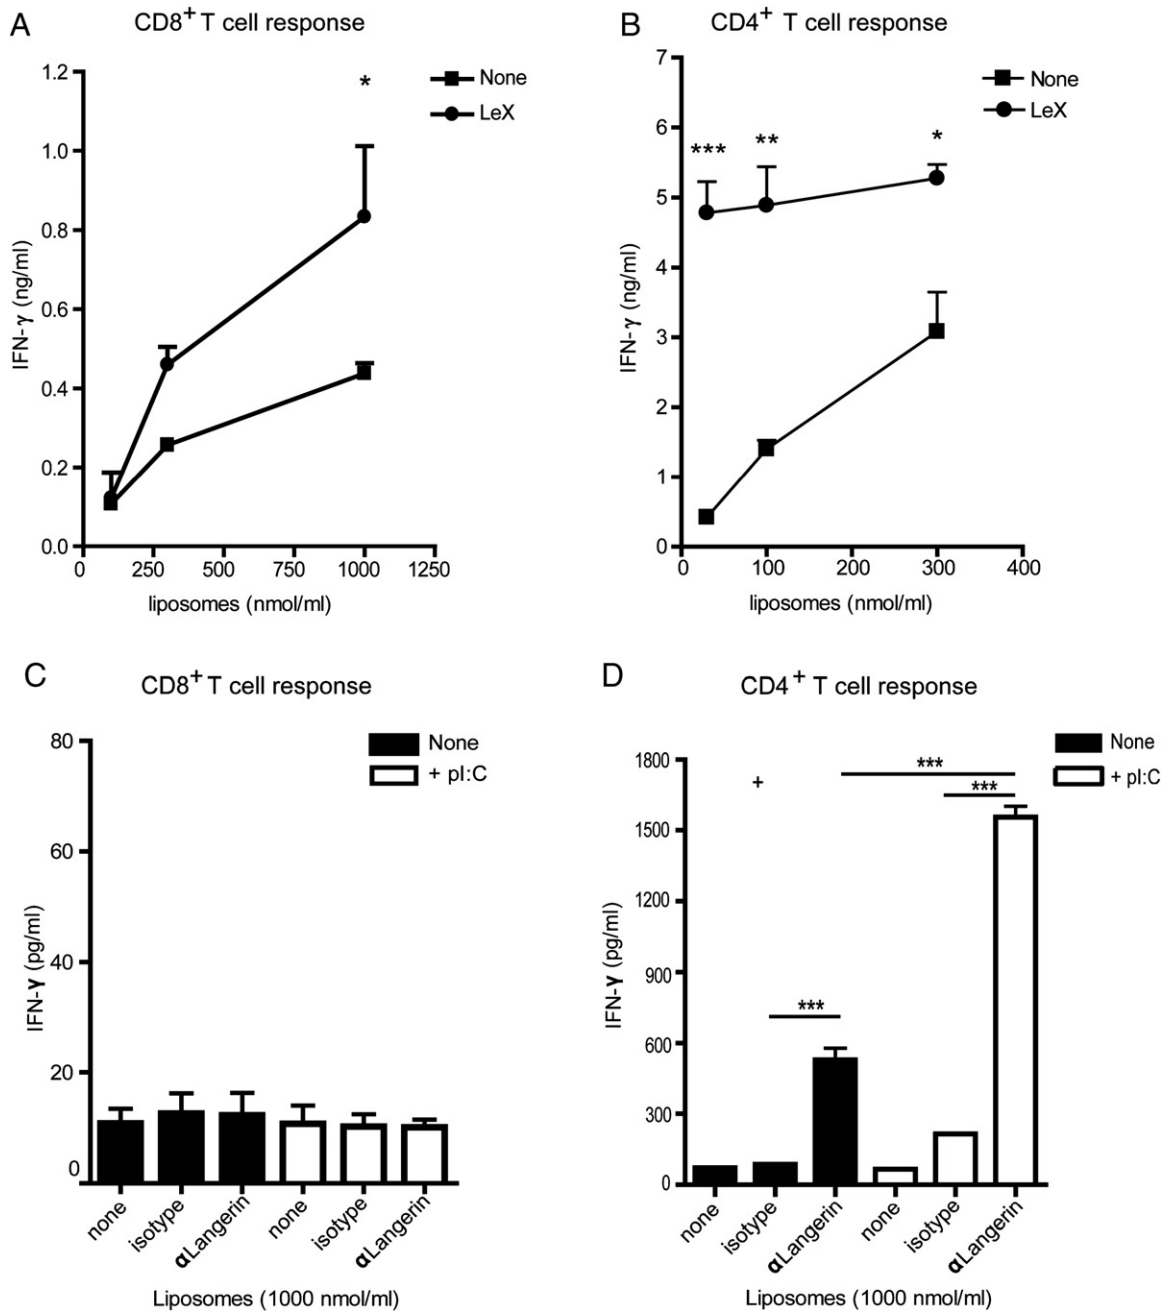 A
CD8+ T cell response
None
LeX
*
1.2
1.0
0.8
0.6
0.4
0.2
0.0
IFN-γ (ng/ml)
0 250 500 750 1000 1250
liposomes (nmol/ml)
B
CD4+ T cell response
None
LeX
*** ** *
7
6
5
4
3
2
1
0
IFN-γ (ng/ml)
0 100 200 300 400
liposomes (nmol/ml)
C
CD8+ T cell response
None
+ pI:C
80
60
40
20
0
IFN-γ (pg/ml)
none isotype αLangerin none isotype αLangerin
Liposomes (1000 nmol/ml)
D
CD4+ T cell response
None
+ pI:C
+
***
***
***
1800
1500
1200
900
600
300
0
IFN-γ (pg/ml)
none isotype αLangerin none isotype αLangerin
Liposomes (1000 nmol/ml)